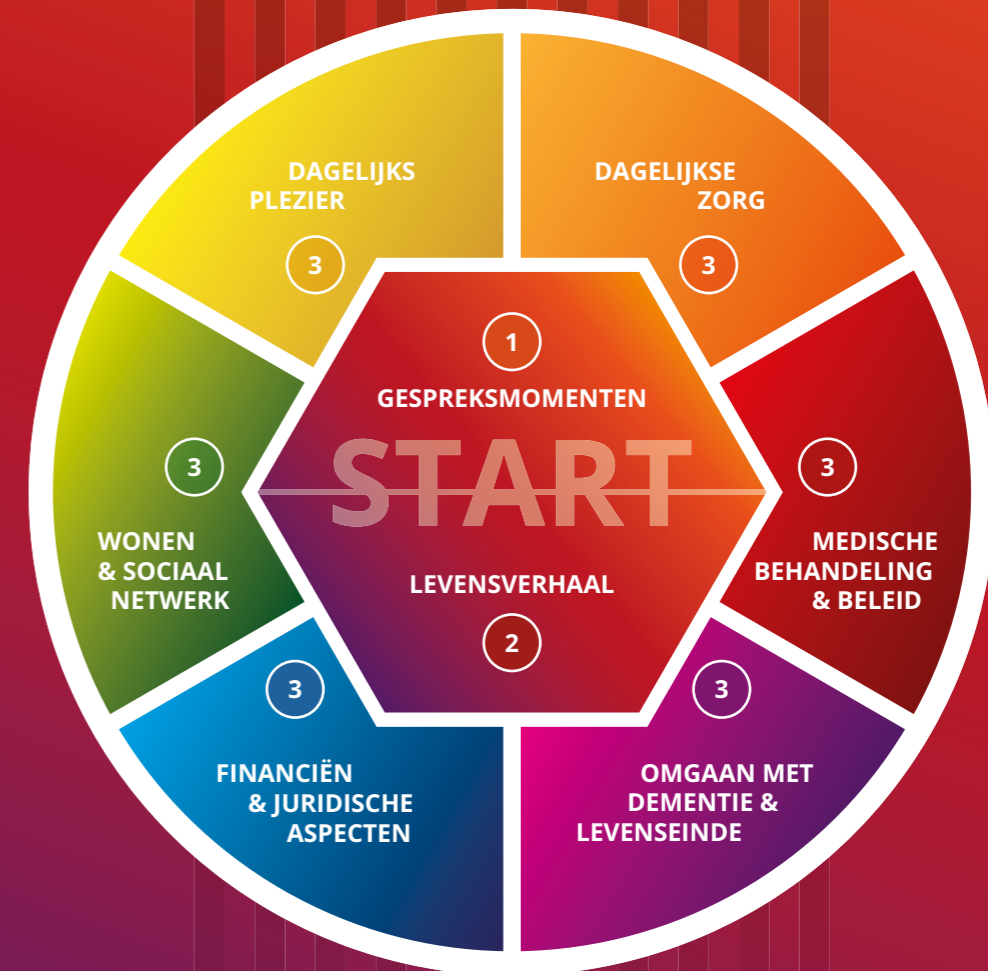 DAGELIJKS
PLEZIER
3
DAGELIJKSE
ZORG
3
1
GESPREKSMOMENTEN
START
LEVENSVERHAAL
2
3
WONEN
& SOCIAAL
NETWERK
3
MEDISCHE
BEHANDELING
& BELEID
3
FINANCIËN
& JURIDISCHE
ASPECTEN
3
OMGAAN MET
DEMENTIE &
LEVENSEINDE